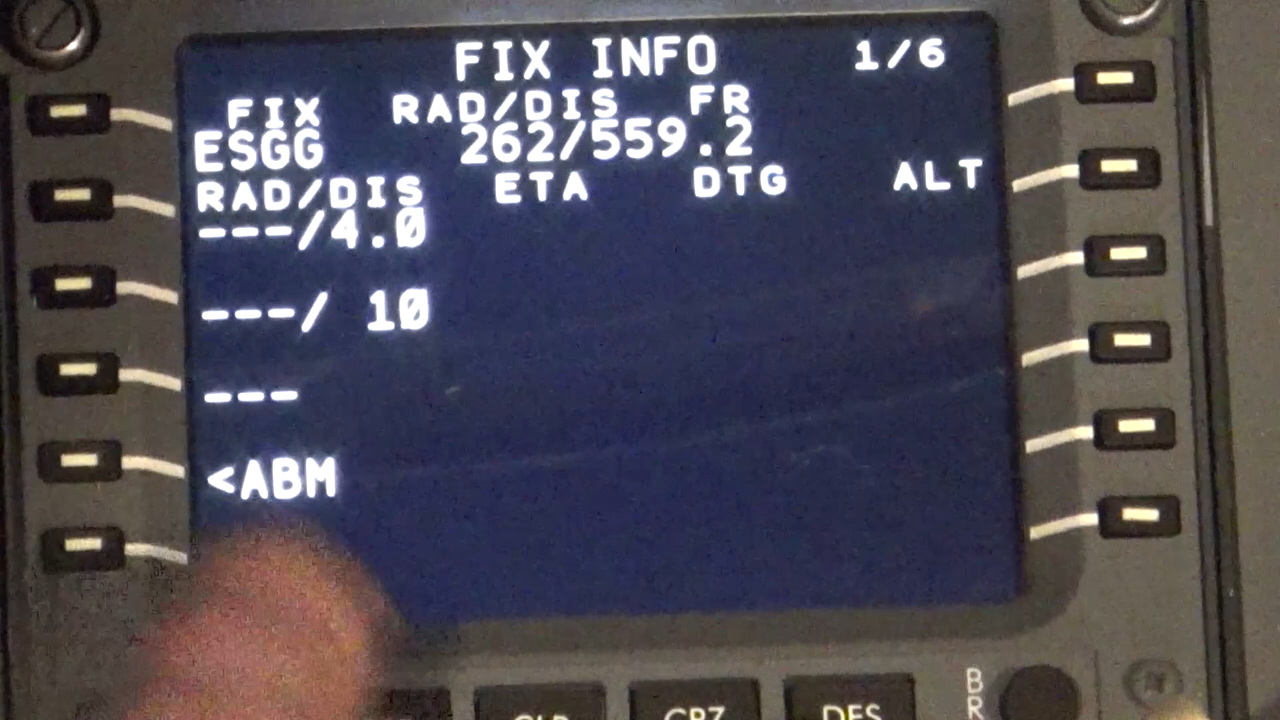 FIX INFO 1/6
FIX RAD/DIS FR
ESGG 262/559.2
RAD/DIS ETA DTG ALT
---/4.0
---/ 10
---
<ABM
CRZ DES
BR